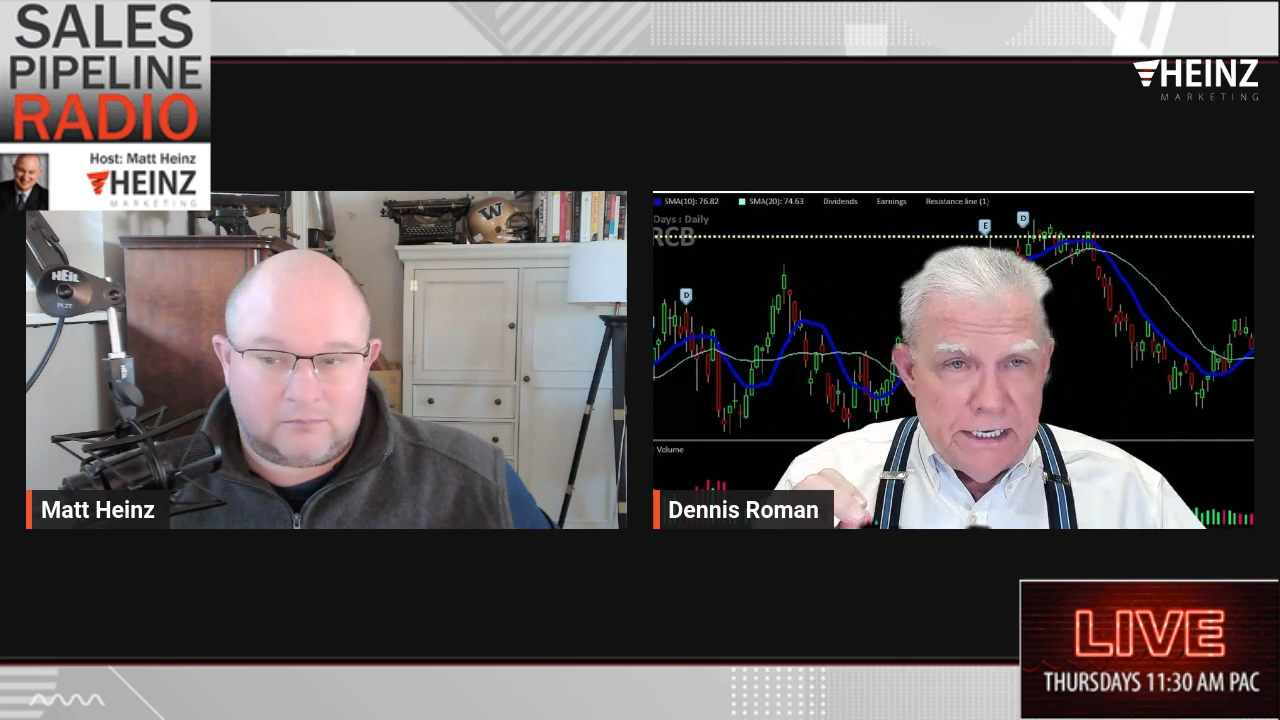 SALES
PIPELINE
RADIO
Host: Matt Heinz
HEINZ
MARKETING
HEINZ
MARKETING
HEIL
W
SMA(10): 76.82 SMA(20): 74.63 Dividends Earnings Resistance line (1)
Days : Daily
RCB
E
D
D
Volume
Matt Heinz
Dennis Roman
LIVE
THURSDAYS 11:30 AM PAC